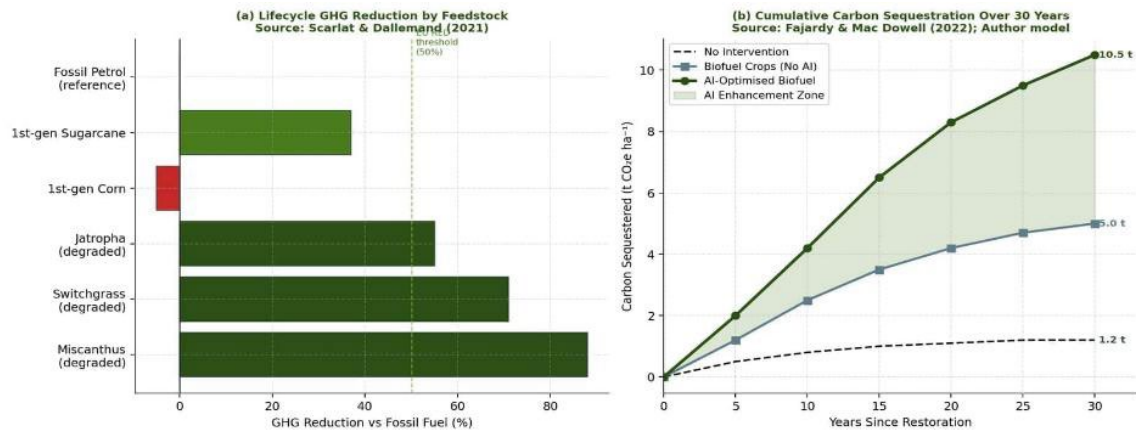 (a) Lifecycle GHG Reduction by Feedstock
Source: Scarlat & Dallemand (2021)
EU RED
threshold
(50%)
Fossil Petrol
(reference)
1st-gen Sugarcane
1st-gen Corn
Jatropha
(degraded)
Switchgrass
(degraded)
Miscanthus
(degraded)
0
20
40
60
80
GHG Reduction vs Fossil Fuel (%)
(b) Cumulative Carbon Sequestration Over 30 Years
Source: Fajardy & Mac Dowell (2022); Author model
No Intervention
Biofuel Crops (No AI)
AI-Optimised Biofuel
AI Enhancement Zone
10.5 t
5.0 t
1.2 t
Carbon Sequestered (t CO₂e ha⁻¹)
10
8
6
4
2
0
0
5
10
15
20
25
30
Years Since Restoration